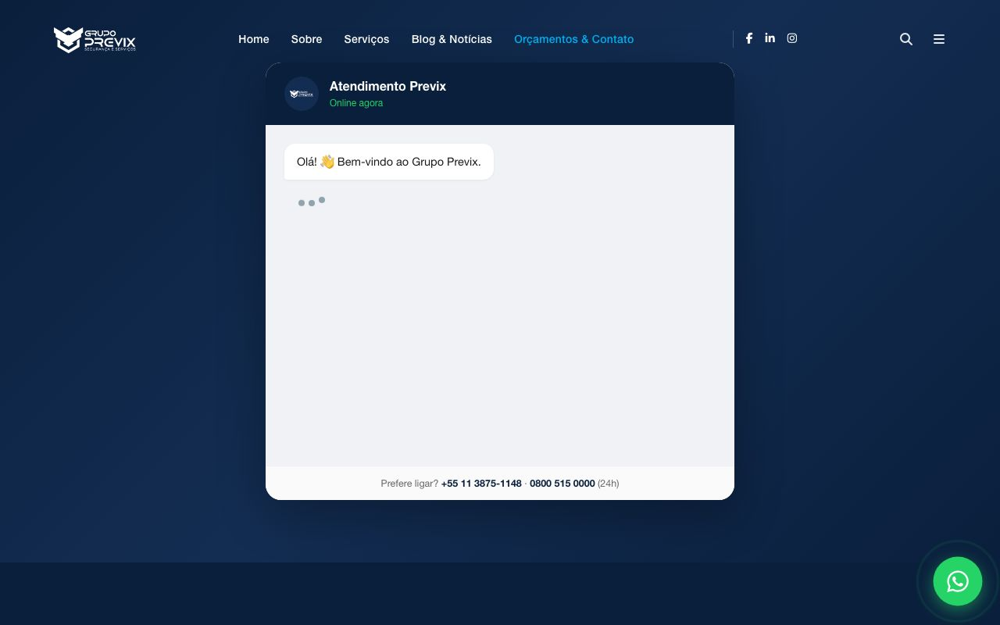 GRUPO
PREVIX
SEGURANÇA E SERVIÇOS
Home
Sobre
Serviços
Blog & Notícias
Orçamentos & Contato
Atendimento Previx
Online agora
Olá! 👋 Bem-vindo ao Grupo Previx.
Prefere ligar? +55 11 3875-1148 · 0800 515 0000 (24h)